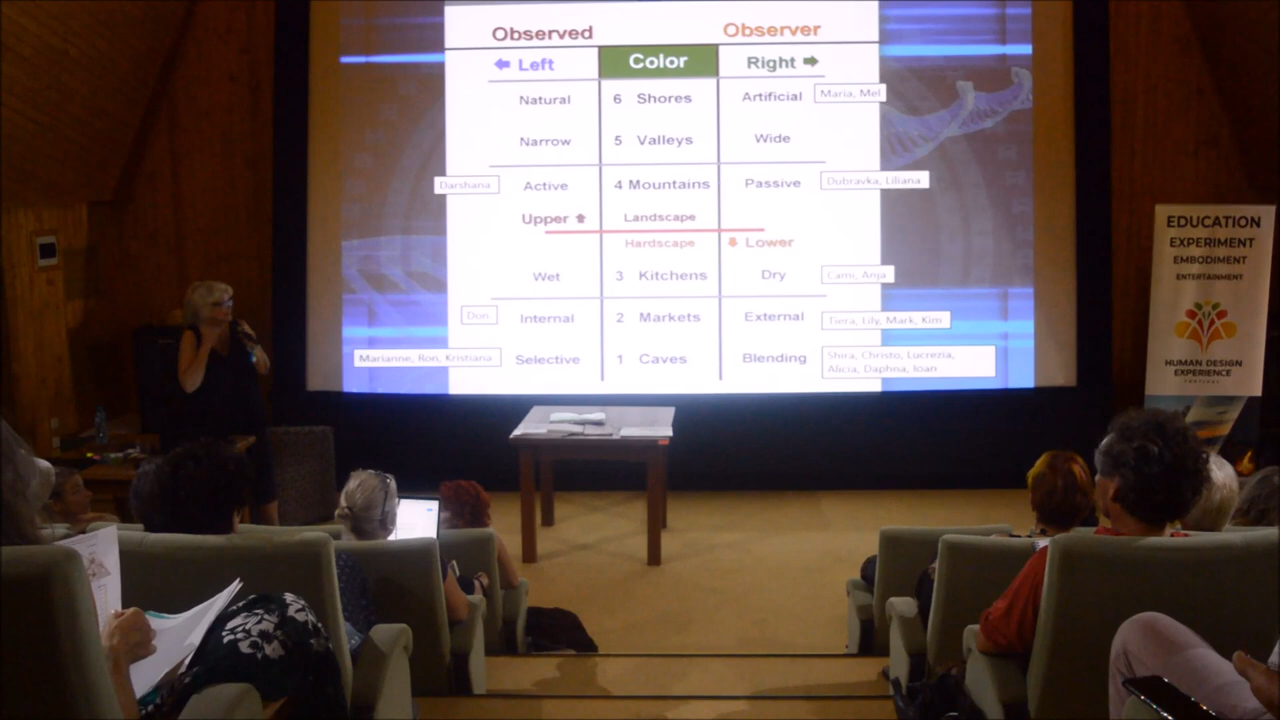 Observed Observer
Left Color Right
Natural 6 Shores Artificial Maria, Mel
Narrow 5 Valleys Wide
Darshana Active 4 Mountains Passive Dubravka, Liliana
Upper Landscape
Hardscape Lower
Wet 3 Kitchens Dry Cami, Anja
Don Internal 2 Markets External Tiera, Lily, Mark, Kim
Marianne, Ron, Kristiana Selective 1 Caves Blending Shira, Christo, Lucrezia,
Alicia, Daphna, Ioan
EDUCATION
EXPERIMENT
EMBODIMENT
ENTERTAINMENT
HUMAN DESIGN
EXPERIENCE